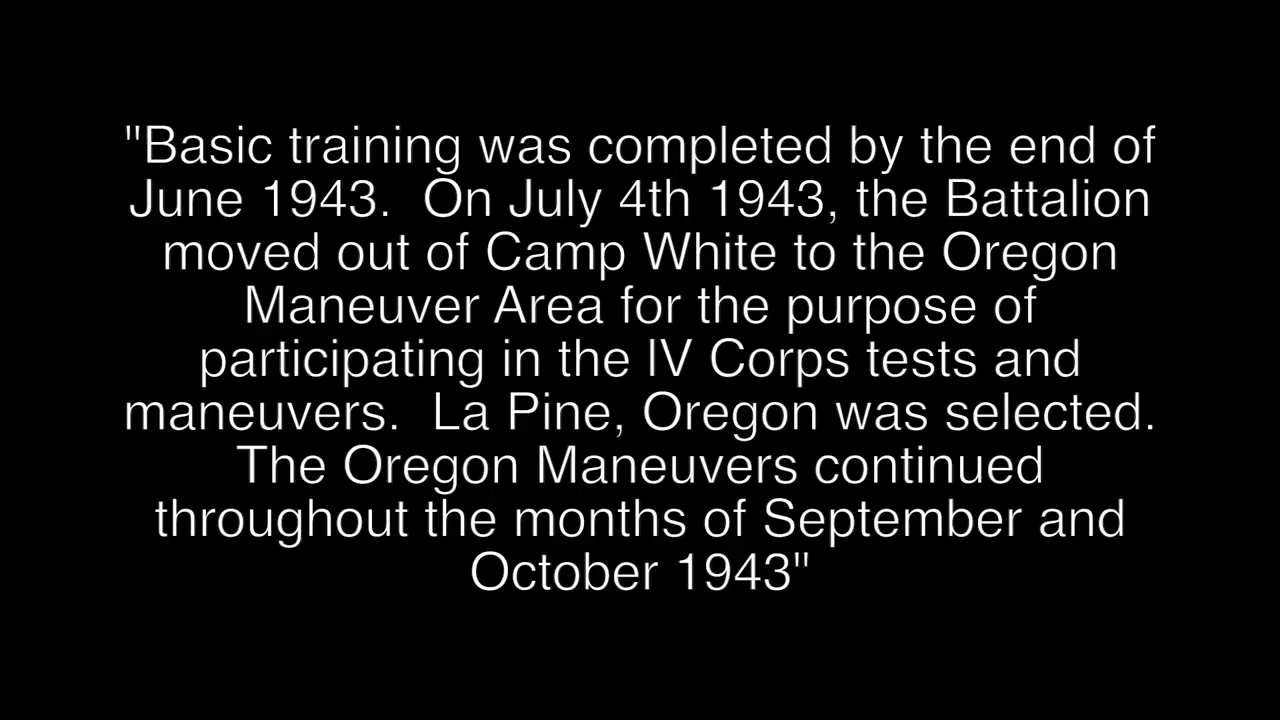 "Basic training was completed by the end of
June 1943.  On July 4th 1943, the Battalion
moved out of Camp White to the Oregon
Maneuver Area for the purpose of
participating in the IV Corps tests and
maneuvers.  La Pine, Oregon was selected.
The Oregon Maneuvers continued
throughout the months of September and
October 1943"